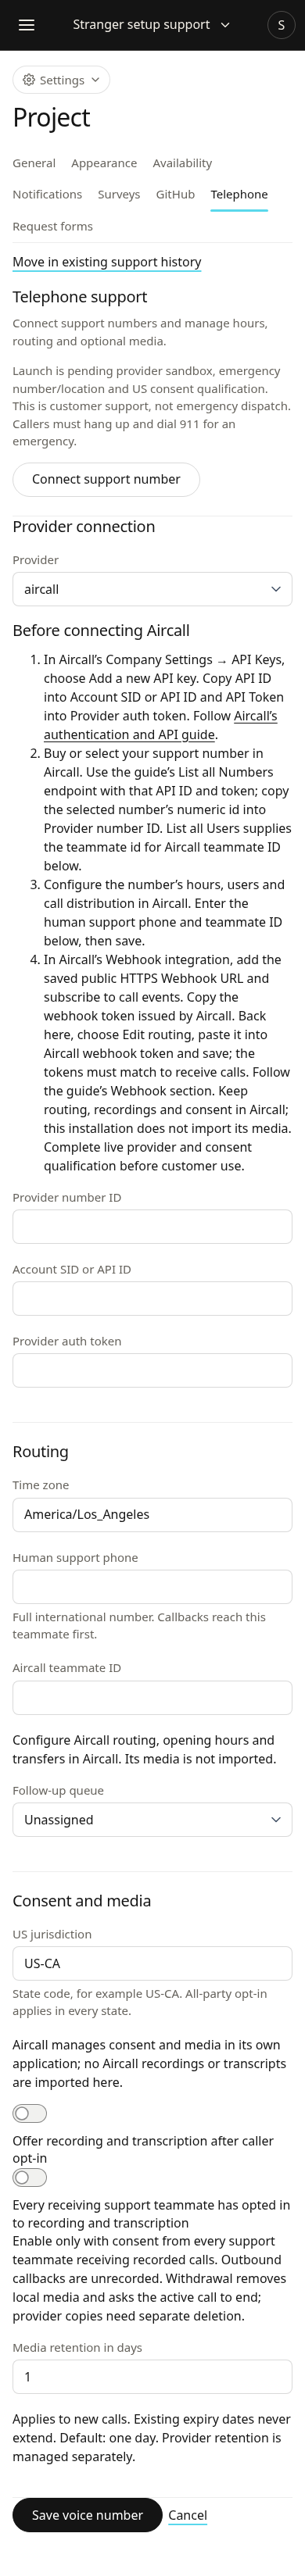 Stranger setup support
S
Settings
Project
General Appearance Availability
Notifications Surveys GitHub Telephone
Request forms
Move in existing support history
Telephone support
Connect support numbers and manage hours,
routing and optional media.
Launch is pending provider sandbox, emergency
number/location and US consent qualification.
This is customer support, not emergency dispatch.
Callers must hang up and dial 911 for an
emergency.
Connect support number
Provider connection
Provider
aircall
Before connecting Aircall
1. In Aircall’s Company Settings → API Keys,
choose Add a new API key. Copy API ID
into Account SID or API ID and API Token
into Provider auth token. Follow Aircall’s
authentication and API guide.
2. Buy or select your support number in
Aircall. Use the guide’s List all Numbers
endpoint with that API ID and token; copy
the selected number’s numeric id into
Provider number ID. List all Users supplies
the teammate id for Aircall teammate ID
below.
3. Configure the number’s hours, users and
call distribution in Aircall. Enter the
human support phone and teammate ID
below, then save.
4. In Aircall’s Webhook integration, add the
saved public HTTPS Webhook URL and
subscribe to call events. Copy the
webhook token issued by Aircall. Back
here, choose Edit routing, paste it into
Aircall webhook token and save; the
tokens must match to receive calls. Follow
the guide’s Webhook section. Keep
routing, recordings and consent in Aircall;
this installation does not import its media.
Complete live provider and consent
qualification before customer use.
Provider number ID
Account SID or API ID
Provider auth token
Routing
Time zone
America/Los_Angeles
Human support phone
Full international number. Callbacks reach this
teammate first.
Aircall teammate ID
Configure Aircall routing, opening hours and
transfers in Aircall. Its media is not imported.
Follow-up queue
Unassigned
Consent and media
US jurisdiction
US-CA
State code, for example US-CA. All-party opt-in
applies in every state.
Aircall manages consent and media in its own
application; no Aircall recordings or transcripts
are imported here.
Offer recording and transcription after caller
opt-in
Every receiving support teammate has opted in
to recording and transcription
Enable only with consent from every support
teammate receiving recorded calls. Outbound
callbacks are unrecorded. Withdrawal removes
local media and asks the active call to end;
provider copies need separate deletion.
Media retention in days
1
Applies to new calls. Existing expiry dates never
extend. Default: one day. Provider retention is
managed separately.
Save voice number Cancel